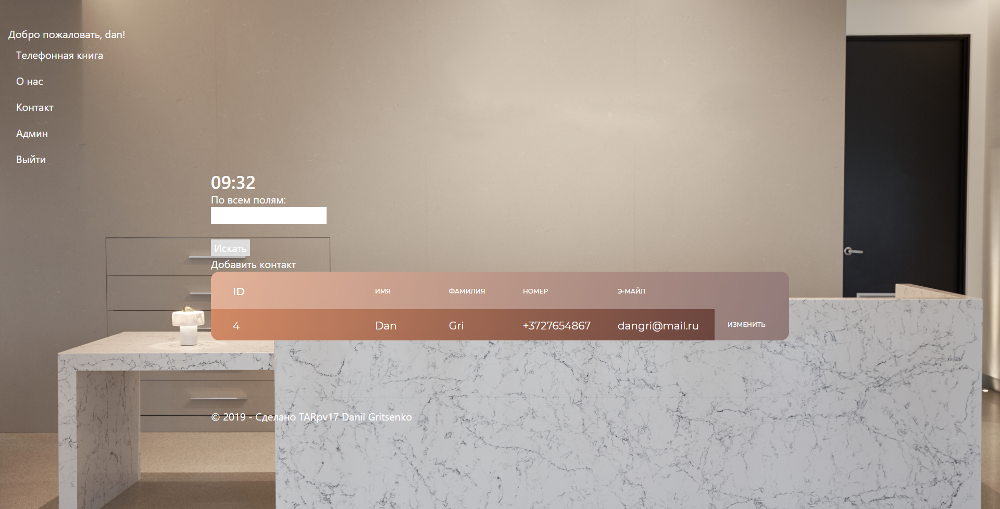 Добро пожаловать, dan!
Телефонная книга
О нас
Контакт
Админ
Выйти
09:32
По всем полям:
Искать
Добавить контакт
ID ИМЯ ФАМИЛИЯ НОМЕР Э-МАЙЛ
4 Dan Gri +3727654867 dangri@mail.ru ИЗМЕНИТЬ
© 2019 - Сделано TARpv17 Danil Gritsenko